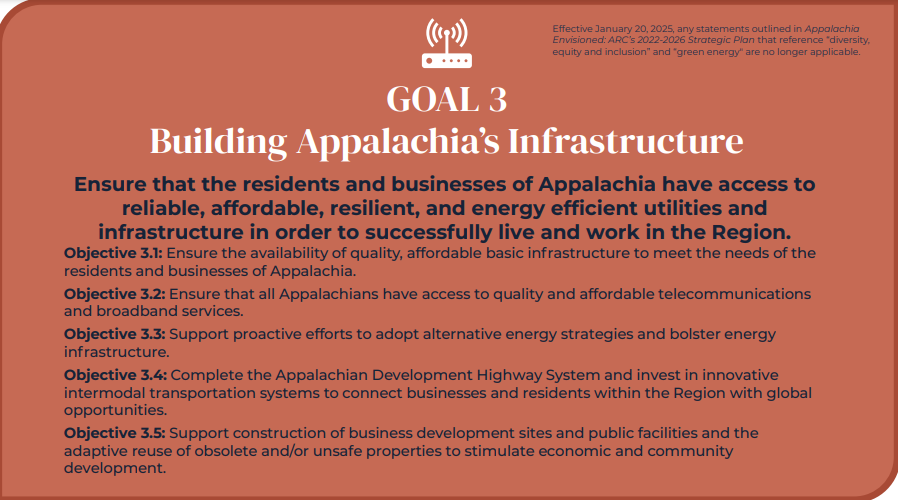 Effective January 20, 2025, any statements outlined in Appalachia
Envisioned: ARC's 2022-2026 Strategic Plan that reference "diversity,
equity and inclusion" and "green energy" are no longer applicable.
GOAL 3
Building Appalachia's Infrastructure
Ensure that the residents and businesses of Appalachia have access to
reliable, affordable, resilient, and energy efficient utilities and
infrastructure in order to successfully live and work in the Region.
Objective 3.1: Ensure the availability of quality, affordable basic infrastructure to meet the needs of the
residents and businesses of Appalachia.
Objective 3.2: Ensure that all Appalachians have access to quality and affordable telecommunications
and broadband services.
Objective 3.3: Support proactive efforts to adopt alternative energy strategies and bolster energy
infrastructure.
Objective 3.4: Complete the Appalachian Development Highway System and invest in innovative
intermodal transportation systems to connect businesses and residents within the Region with global
opportunities.
Objective 3.5: Support construction of business development sites and public facilities and the
adaptive reuse of obsolete and/or unsafe properties to stimulate economic and community
development.